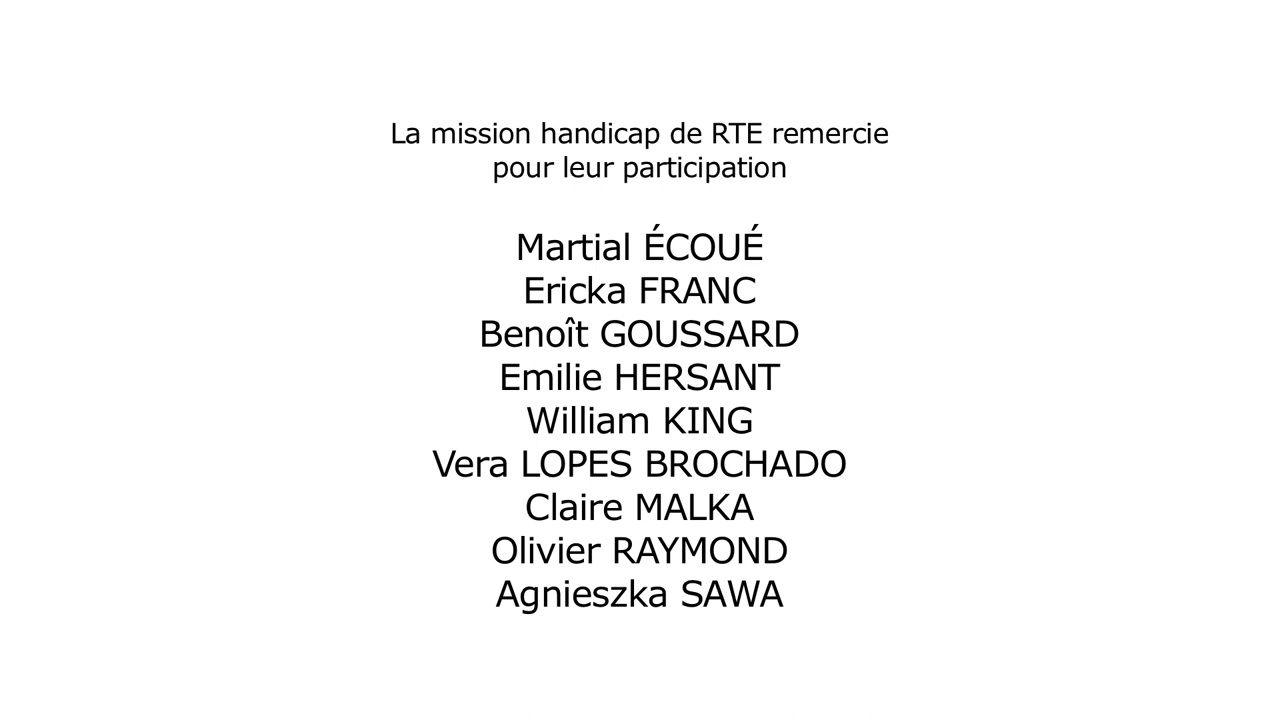 La mission handicap de RTE remercie
pour leur participation
Martial ÉCOUÉ
Ericka FRANC
Benoît GOUSSARD
Emilie HERSANT
William KING
Vera LOPES BROCHADO
Claire MALKA
Olivier RAYMOND
Agnieszka SAWA